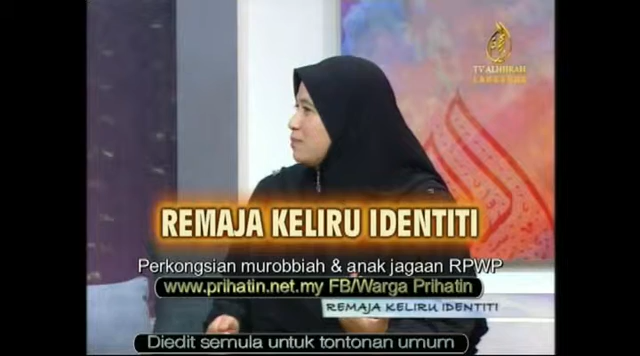 TV ALHIJRAH
LANGSUNG
REMAJA KELIRU IDENTITI
Perkongsian murobbiah & anak jagaan RPWP
www.prihatin.net.my FB/Warga Prihatin
REMAJA KELIRU IDENTITI
Diedit semula untuk tontonan umum